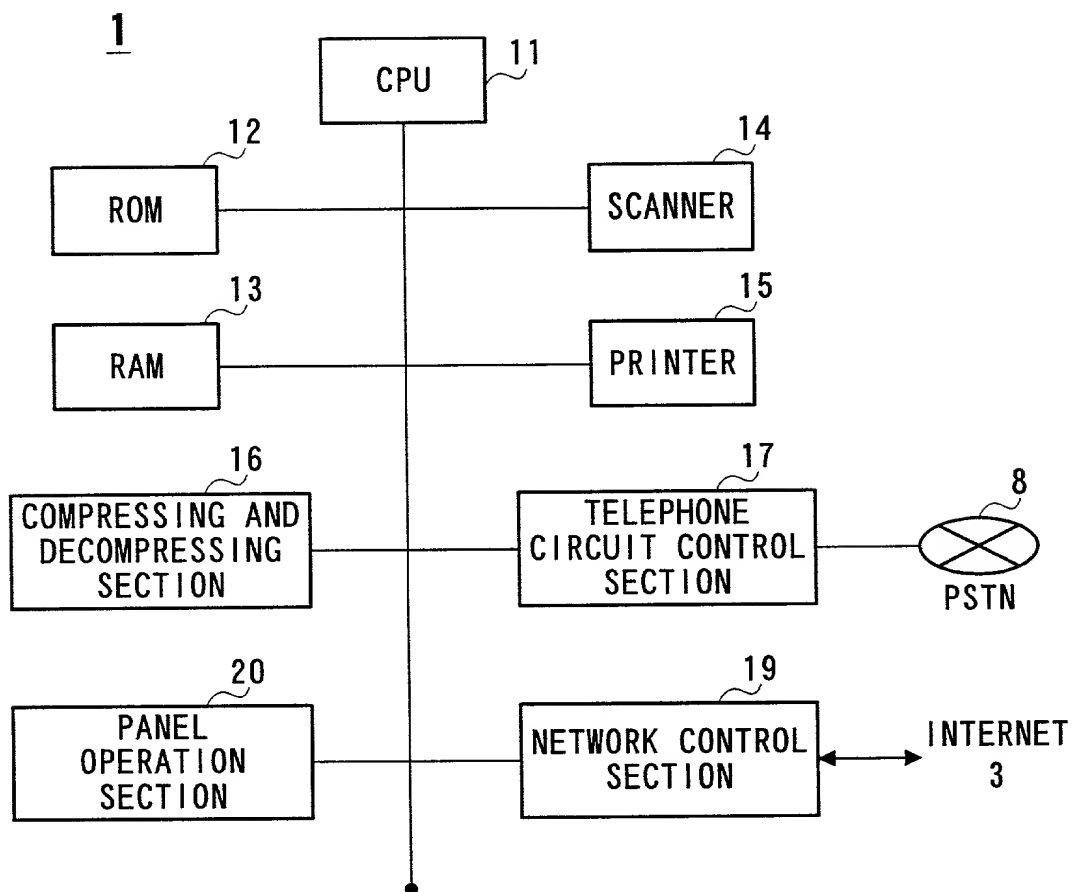 1
11
CPU
12
ROM
14
SCANNER
13
RAM
15
PRINTER
16
COMPRESSING AND
DECOMPRESSING
SECTION
17
TELEPHONE
CIRCUIT CONTROL
SECTION
8
PSTN
20
PANEL
OPERATION
SECTION
19
NETWORK CONTROL
SECTION
INTERNET
3